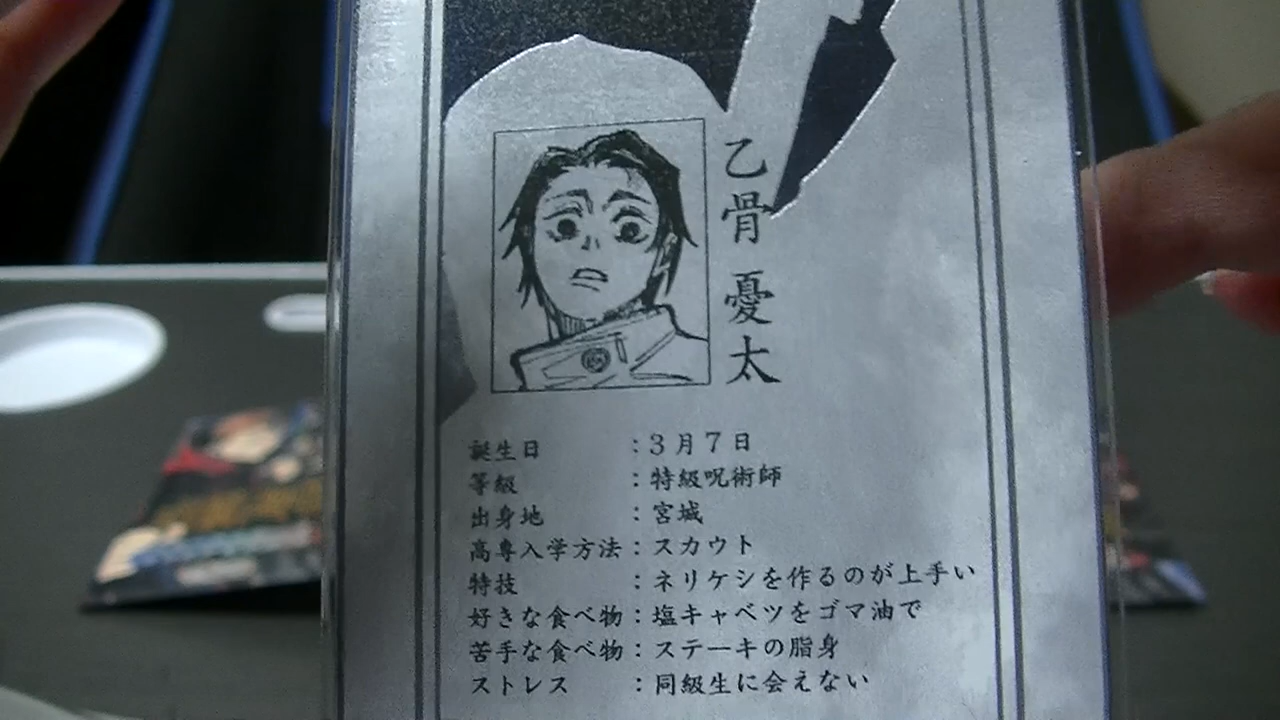 乙骨 憂太
誕生日 :3月7日
等級 :特級呪術師
出身地 :宮城
高専入学方法:スカウト
特技 :ネリケシを作るのが上手い
好きな食べ物:塩キャベツをゴマ油で
苦手な食べ物:ステーキの脂身
ストレス :同級生に会えない